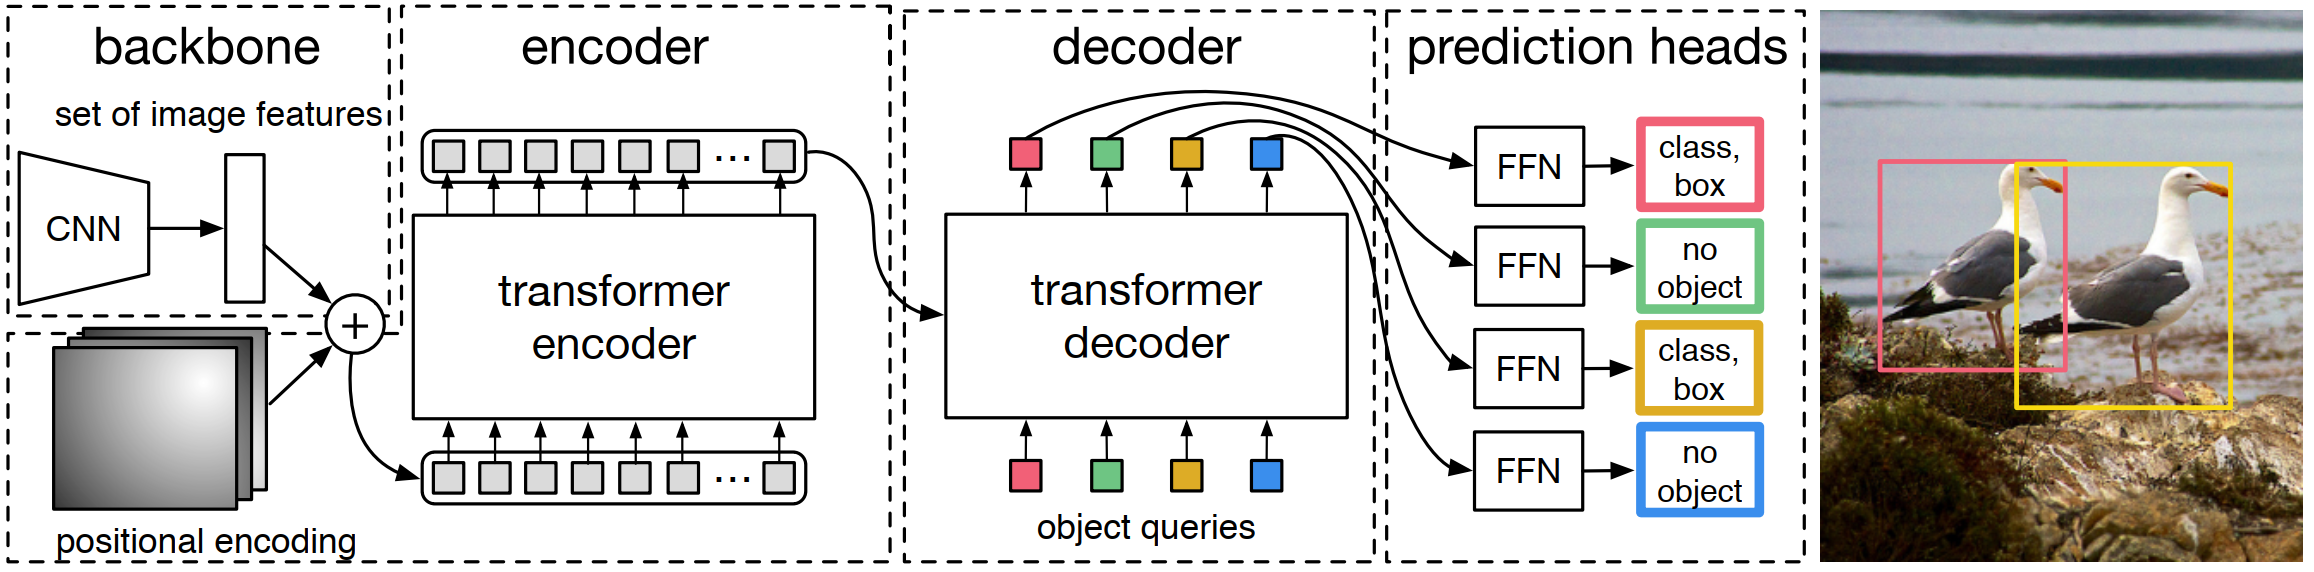 backbone
set of image features
CNN
+
positional encoding
encoder
...
transformer
encoder
...
decoder
transformer
decoder
object queries
prediction heads
FFN
class,
box
FFN
no
object
FFN
class,
box
FFN
no
object